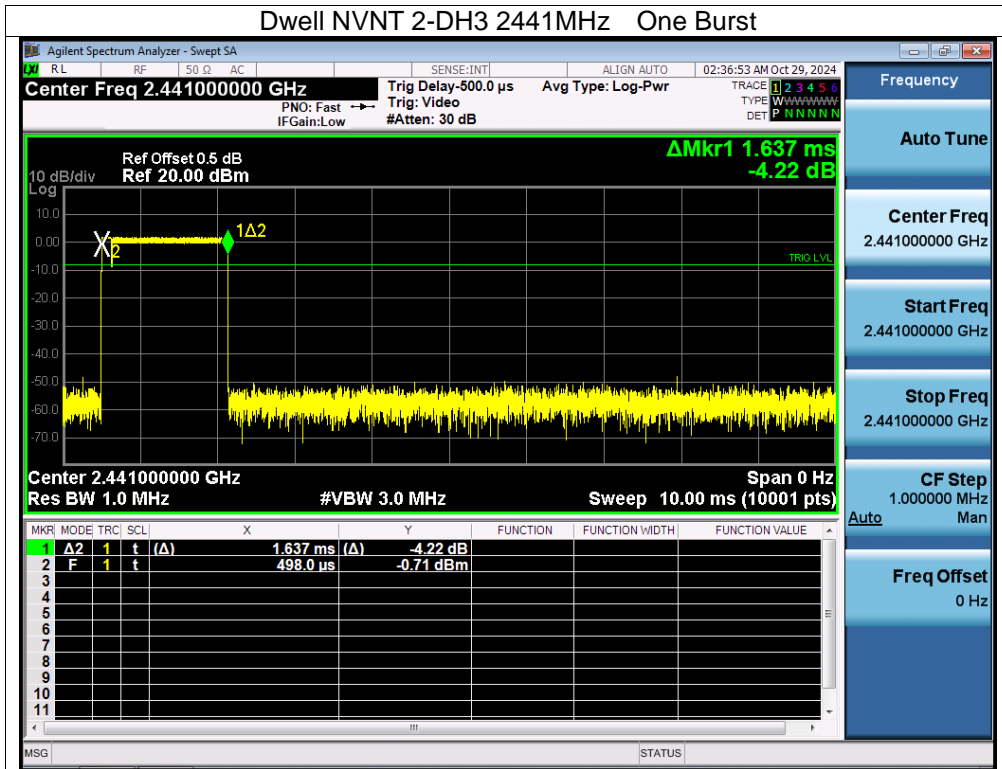 Dwell NVNT 2-DH3 2441MHz One Burst
Agilent Spectrum Analyzer - Swept SA
LXI RL RF 50 Ω AC SENSE:INT ALIGN AUTO 02:36:53 AM Oct 29, 2024
Center Freq 2.441000000 GHz
PNO: Fast
IFGain:Low
Trig Delay-500.0 µs
Trig: Video
#Atten: 30 dB
Avg Type: Log-Pwr
TRACE 1 2 3 4 5 6
TYPE WWWWWW
DET P N N N N N
ΔMkr1 1.637 ms
-4.22 dB
Ref Offset 0.5 dB
10 dB/div Ref 20.00 dBm
Log
10.0
0.00
-10.0
-20.0
-30.0
-40.0
-50.0
-60.0
-70.0
1Δ2
2
TRIG LVL
Center 2.441000000 GHz Span 0 Hz
Res BW 1.0 MHz #VBW 3.0 MHz Sweep 10.00 ms (10001 pts)
MKR MODE TRC SCL X Y FUNCTION FUNCTION WIDTH FUNCTION VALUE
1 Δ2 1 t (Δ) 1.637 ms (Δ) -4.22 dB
2 F 1 t 498.0 µs -0.71 dBm
3
4
5
6
7
8
9
10
11
MSG STATUS
Frequency
Auto Tune
Center Freq
2.441000000 GHz
Start Freq
2.441000000 GHz
Stop Freq
2.441000000 GHz
CF Step
1.000000 MHz
Auto Man
Freq Offset
0 Hz